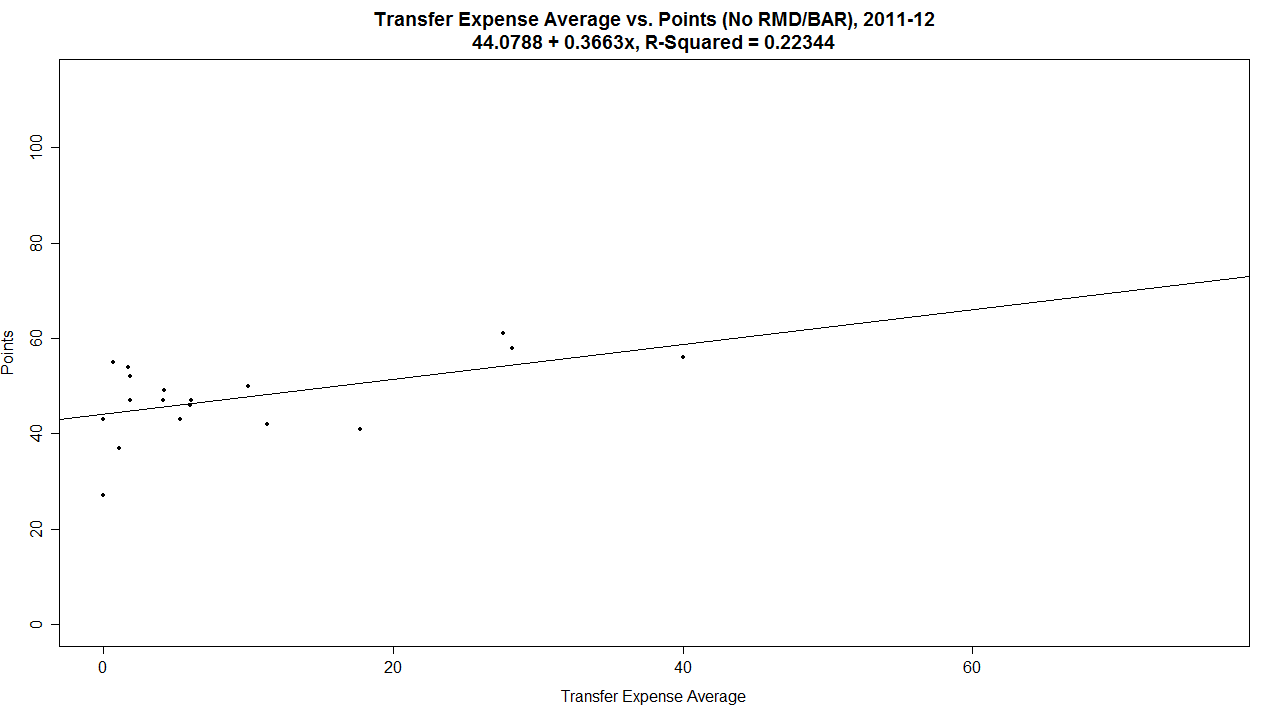 Transfer Expense Average vs. Points (No RMD/BAR), 2011-12
44.0788 + 0.3663x, R-Squared = 0.22344
Points
100
80
60
40
20
0
0 20 40 60
Transfer Expense Average